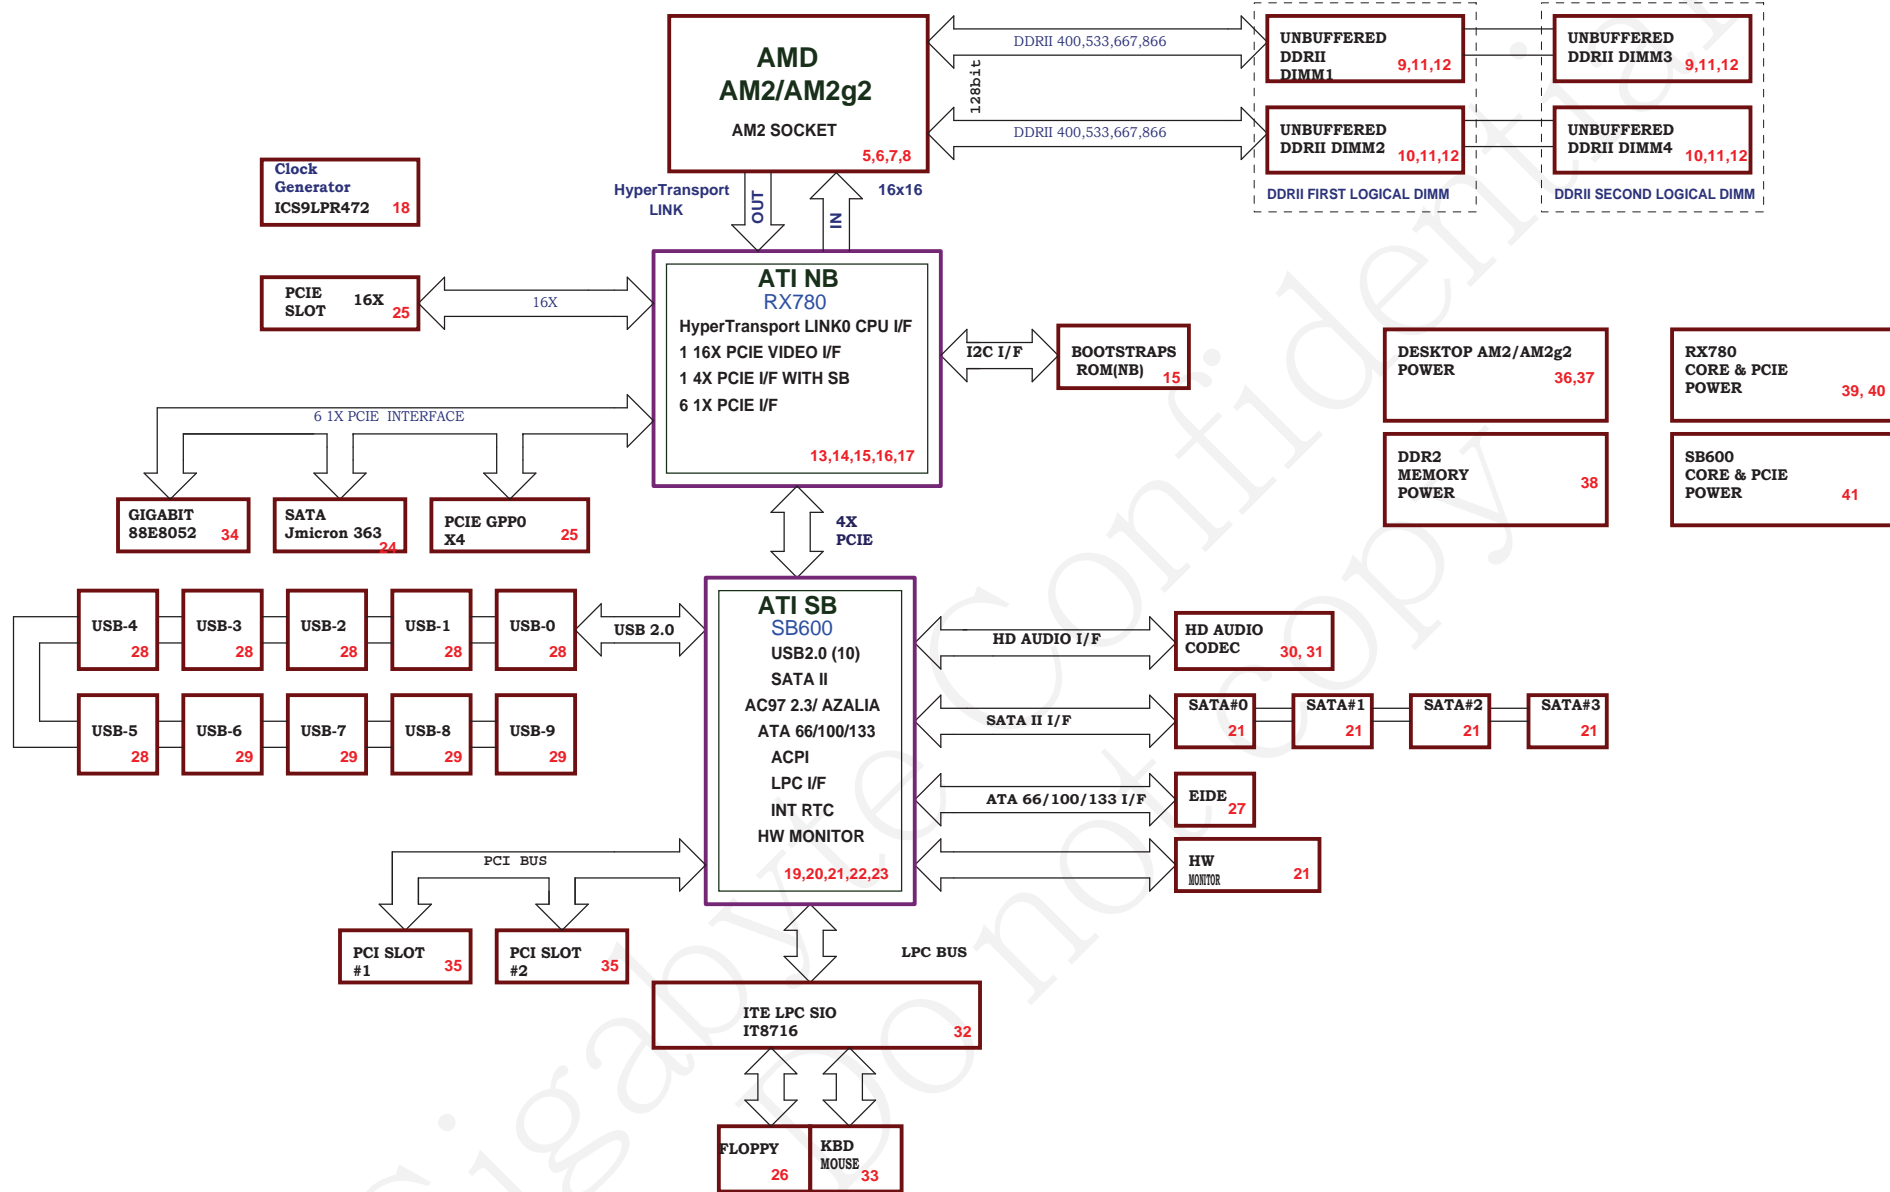 AMD
AM2/AM2g2
AM2 SOCKET
5,6,7,8
DDRII 400,533,667,866
128bit
DDRII 400,533,667,866
UNBUFFERED
DDRII
DIMM1
9,11,12
UNBUFFERED
DDRII DIMM3
9,11,12
UNBUFFERED
DDRII DIMM2
10,11,12
UNBUFFERED
DDRII DIMM4
10,11,12
DDRII FIRST LOGICAL DIMM
DDRII SECOND LOGICAL DIMM
Clock
Generator
ICS9LPR472
18
HyperTransport
LINK
OUT
IN
16x16
PCIE
SLOT
16X
25
16X
ATI NB
RX780
HyperTransport LINK0 CPU I/F
1 16X PCIE VIDEO I/F
1 4X PCIE I/F WITH SB
6 1X PCIE I/F
13,14,15,16,17
I2C I/F
BOOTSTRAPS
ROM(NB)
15
DESKTOP AM2/AM2g2
POWER
36,37
RX780
CORE & PCIE
POWER
39, 40
DDR2
MEMORY
POWER
38
SB600
CORE & PCIE
POWER
41
6 1X PCIE INTERFACE
GIGABIT
88E8052
34
SATA
Jmicron 363
24
PCIE GPP0
X4
25
4X
PCIE
USB-4
28
USB-3
28
USB-2
28
USB-1
28
USB-0
28
USB 2.0
USB-5
28
USB-6
29
USB-7
29
USB-8
29
USB-9
29
ATI SB
SB600
USB2.0 (10)
SATA II
AC97 2.3/ AZALIA
ATA 66/100/133
ACPI
LPC I/F
INT RTC
HW MONITOR
19,20,21,22,23
HD AUDIO I/F
HD AUDIO
CODEC
30, 31
SATA II I/F
SATA#0
21
SATA#1
21
SATA#2
21
SATA#3
21
ATA 66/100/133 I/F
EIDE
27
HW
MONITOR
21
PCI BUS
PCI SLOT
#1
35
PCI SLOT
#2
35
LPC BUS
ITE LPC SIO
IT8716
32
FLOPPY
26
KBD
MOUSE
33
Gigabyte Confidential
Do not copy